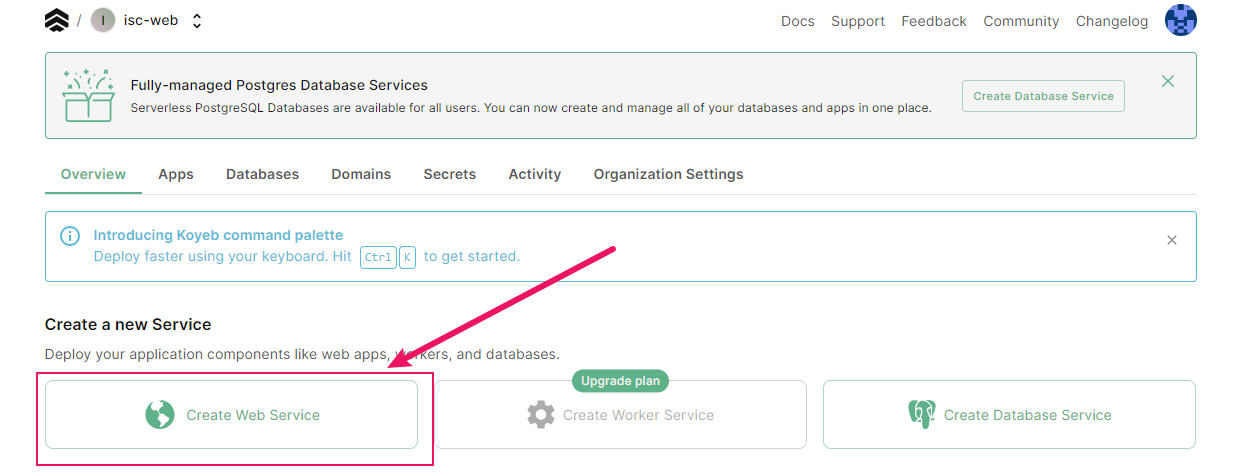 / I isc-web
Docs Support Feedback Community Changelog
Fully-managed Postgres Database Services
Serverless PostgreSQL Databases are available for all users. You can now create and manage all of your databases and apps in one place.
Create Database Service
Overview Apps Databases Domains Secrets Activity Organization Settings
Introducing Koyeb command palette
Deploy faster using your keyboard. Hit Ctrl K to get started.
Create a new Service
Deploy your application components like web apps, workers, and databases.
Upgrade plan
Create Web Service
Create Worker Service
Create Database Service